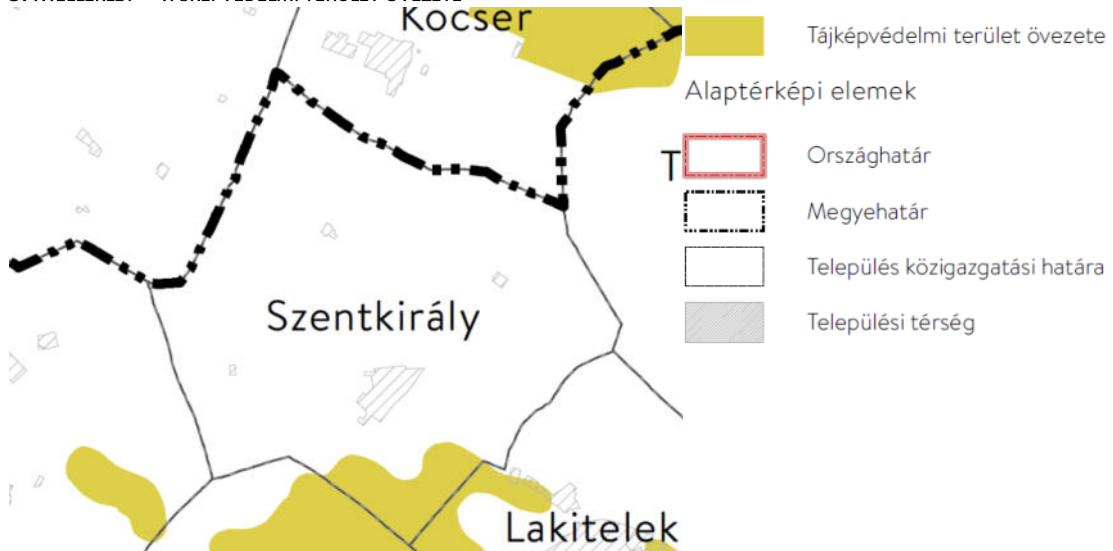 Kocser
Tájképvédelmi terület övezete
Alaptérképi elemek
T
Országhatár
Megyehatár
Település közigazgatási határa
Települési térség
Szentkirály
Lakitelek